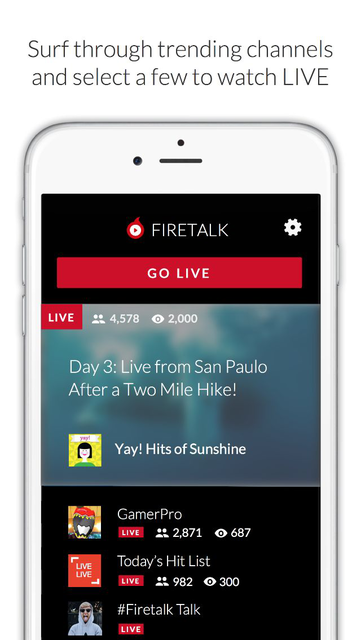 Surf through trending channels
and select a few to watch LIVE
FIRETALK
GO LIVE
LIVE 4,578 2,000
Day 3: Live from San Paulo
After a Two Mile Hike!
yay!
Yay! Hits of Sunshine
GamerPro
LIVE 2,871 687
LIVE
LIVE
Today's Hit List
LIVE 982 300
#Firetalk Talk
LIVE